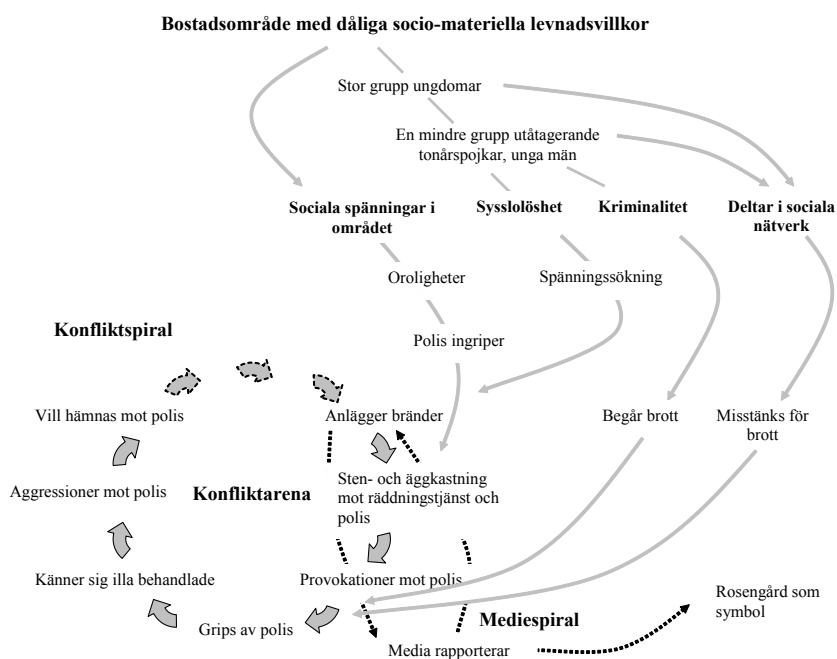 Bostadsområde med dåliga socio-materiella levnadsvillkor
Stor grupp ungdomar
En mindre grupp utåtagerande
tonårspojkar, unga män
Sociala spänningar i
området
Sysslolöshet
Kriminalitet
Deltar i sociala
nätverk
Oroligheter
Spänningssökning
Konfliktspiral
Polis ingriper
Vill hämnas mot polis
Anlägger bränder
Begår brott
Misstänks för
brott
Aggressioner mot polis
Konfliktarena
Sten- och äggkastning
mot räddningstjänst och
polis
Känner sig illa behandlade
Provokationer mot polis
Grips av polis
Mediespiral
Rosengård som
symbol
Media rapporterar